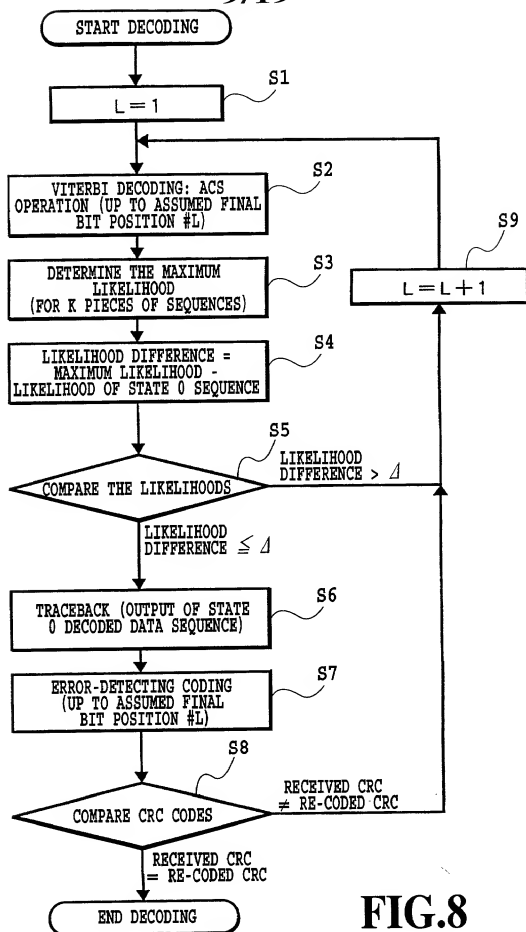 START DECODING
S1
L=1
S2
VITERBI DECODING: ACS
OPERATION (UP TO ASSUMED FINAL
BIT POSITION #L)
S9
L=L+1
S3
DETERMINE THE MAXIMUM
LIKELIHOOD
(FOR K PIECES OF SEQUENCES)
S4
LIKELIHOOD DIFFERENCE =
MAXIMUM LIKELIHOOD -
LIKELIHOOD OF STATE 0 SEQUENCE
S5
COMPARE THE LIKELIHOODS
LIKELIHOOD
DIFFERENCE > Δ
LIKELIHOOD
DIFFERENCE ≦ Δ
S6
TRACEBACK (OUTPUT OF STATE
0 DECODED DATA SEQUENCE)
S7
ERROR-DETECTING CODING
(UP TO ASSUMED FINAL
BIT POSITION #L)
S8
COMPARE CRC CODES
RECEIVED CRC
≠ RE-CODED CRC
RECEIVED CRC
= RE-CODED CRC
END DECODING
FIG.8